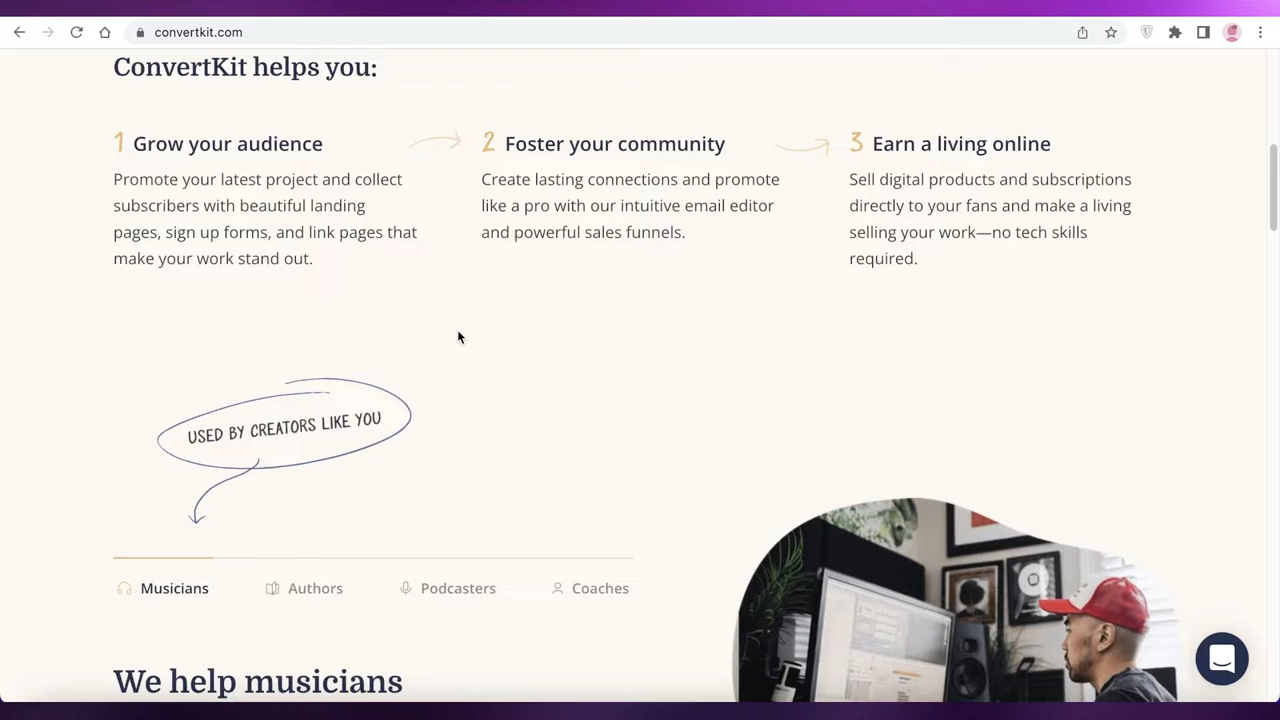 convertkit.com
ConvertKit helps you:
1 Grow your audience
Promote your latest project and collect
subscribers with beautiful landing
pages, sign up forms, and link pages that
make your work stand out.
2 Foster your community
Create lasting connections and promote
like a pro with our intuitive email editor
and powerful sales funnels.
3 Earn a living online
Sell digital products and subscriptions
directly to your fans and make a living
selling your work—no tech skills
required.
USED BY CREATORS LIKE YOU
Musicians
Authors
Podcasters
Coaches
We help musicians